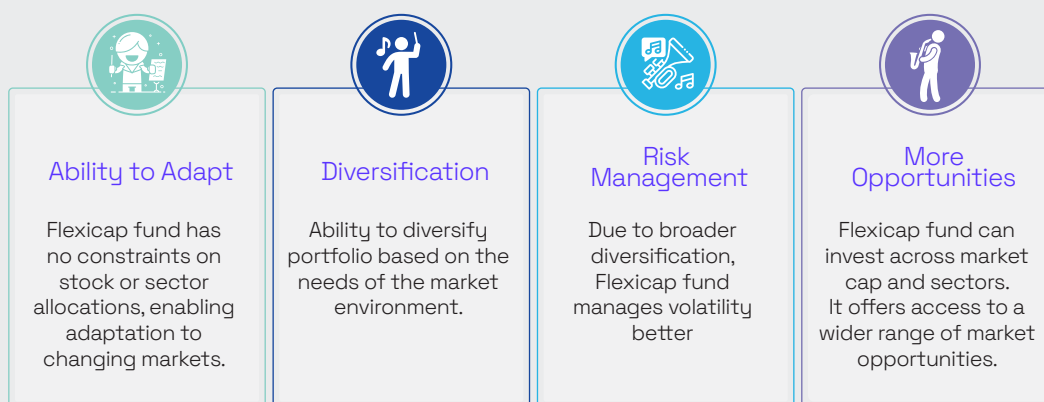 Ability to Adapt
Flexicap fund has
no constraints on
stock or sector
allocations, enabling
adaptation to
changing markets.
Diversification
Ability to diversify
portfolio based on the
needs of the market
environment.
Risk
Management
Due to broader
diversification,
Flexicap fund
manages volatility
better
More
Opportunities
Flexicap fund can
invest across market
cap and sectors.
It offers access to a
wider range of market
opportunities.